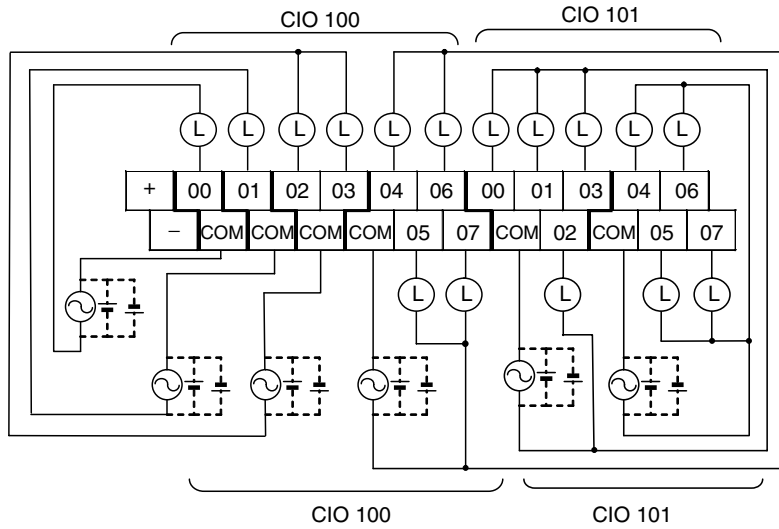 CIO 100 CIO 101
L L L L L L L L L L L
+ 00 01 02 03 04 06 00 01 03 04 06
− COM COM COM COM 05 07 COM 02 COM 05 07
L L L L L
CIO 100 CIO 101